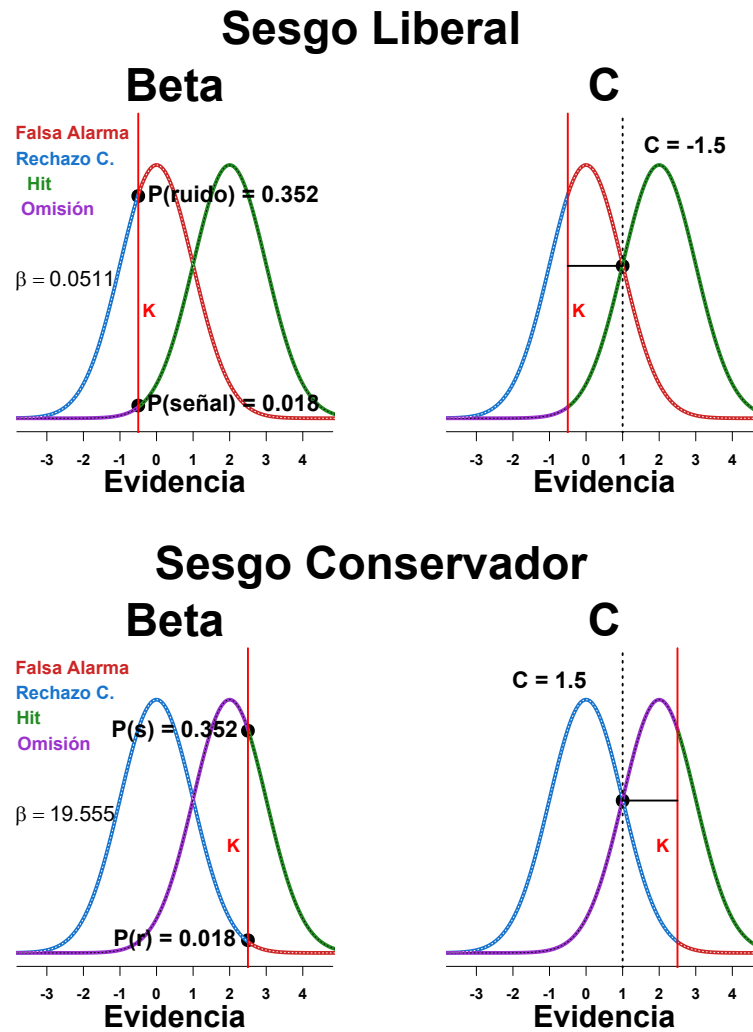 Sesgo Liberal
Beta
C
Falsa Alarma
Rechazo C.
Hit
Omisión
P(ruido) = 0.352
β = 0.0511
K
P(señal) = 0.018
-3 -2 -1 0 1 2 3 4
Evidencia
C = -1.5
K
-3 -2 -1 0 1 2 3 4
Evidencia
Sesgo Conservador
Beta
C
Falsa Alarma
Rechazo C.
Hit
Omisión
P(s) = 0.352
β = 19.555
K
P(r) = 0.018
-3 -2 -1 0 1 2 3 4
Evidencia
C = 1.5
K
-3 -2 -1 0 1 2 3 4
Evidencia